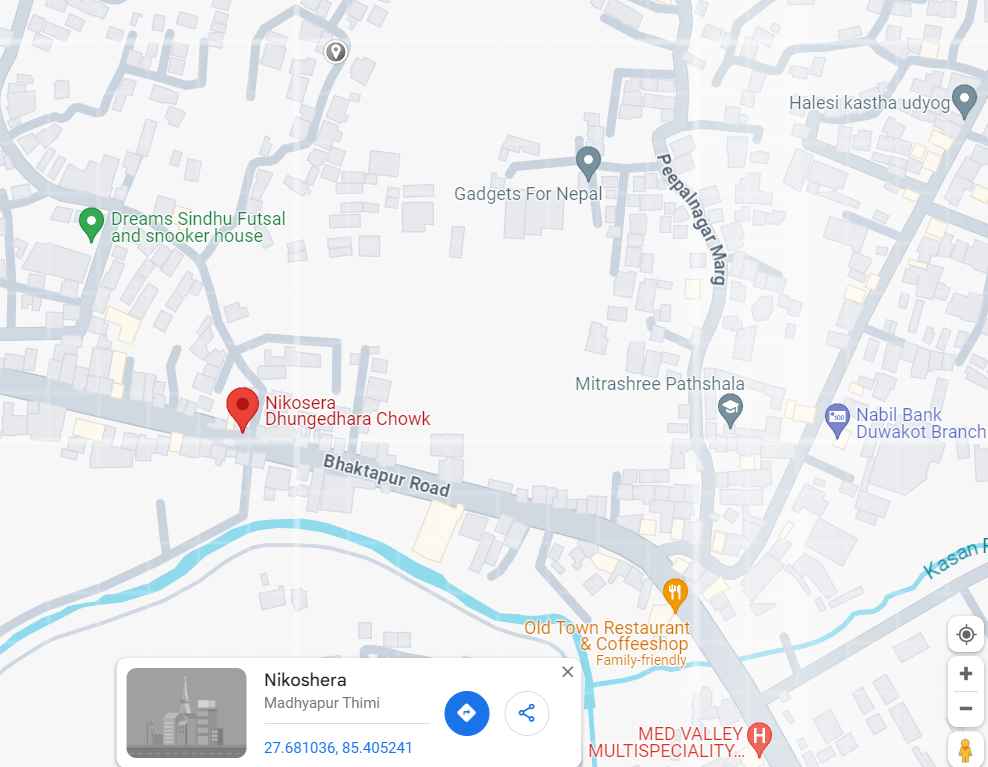 Halesi kastha udyog
Peepalnagar Marg
Gadgets For Nepal
Dreams Sindhu Futsal
and snooker house
Mitrashree Pathshala
Nikosera
Dhungedhara Chowk
Nabil Bank
Duwakot Branch
Bhaktapur Road
Kasan R
Old Town Restaurant
& Coffeeshop
Family-friendly
Nikoshera
Madhyapur Thimi
27.681036, 85.405241
MED VALLEY
MULTISPECIALITY...
H